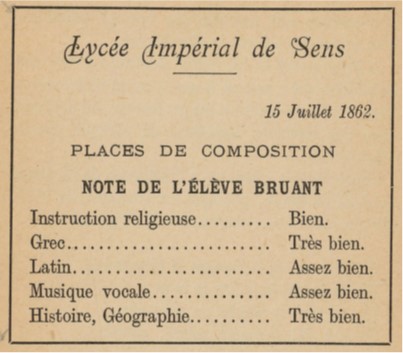 Lycée Impérial de Sens
15 Juillet 1862.
PLACES DE COMPOSITION
NOTE DE L'ÉLÈVE BRUANT
Instruction religieuse......... Bien.
Grec......................... Très bien.
Latin........................ Assez bien.
Musique vocale............... Assez bien.
Histoire, Géographie.......... Très bien.